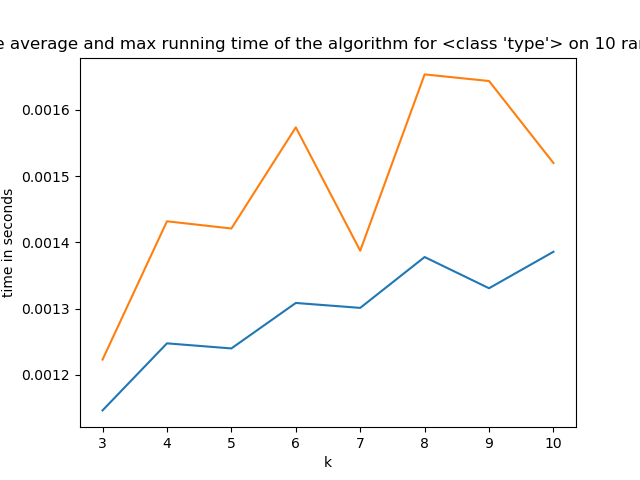 e average and max running time of the algorithm for <class 'type'> on 10 ra
0.0016
0.0015
0.0014
0.0013
0.0012
time in seconds
3 4 5 6 7 8 9 10
k